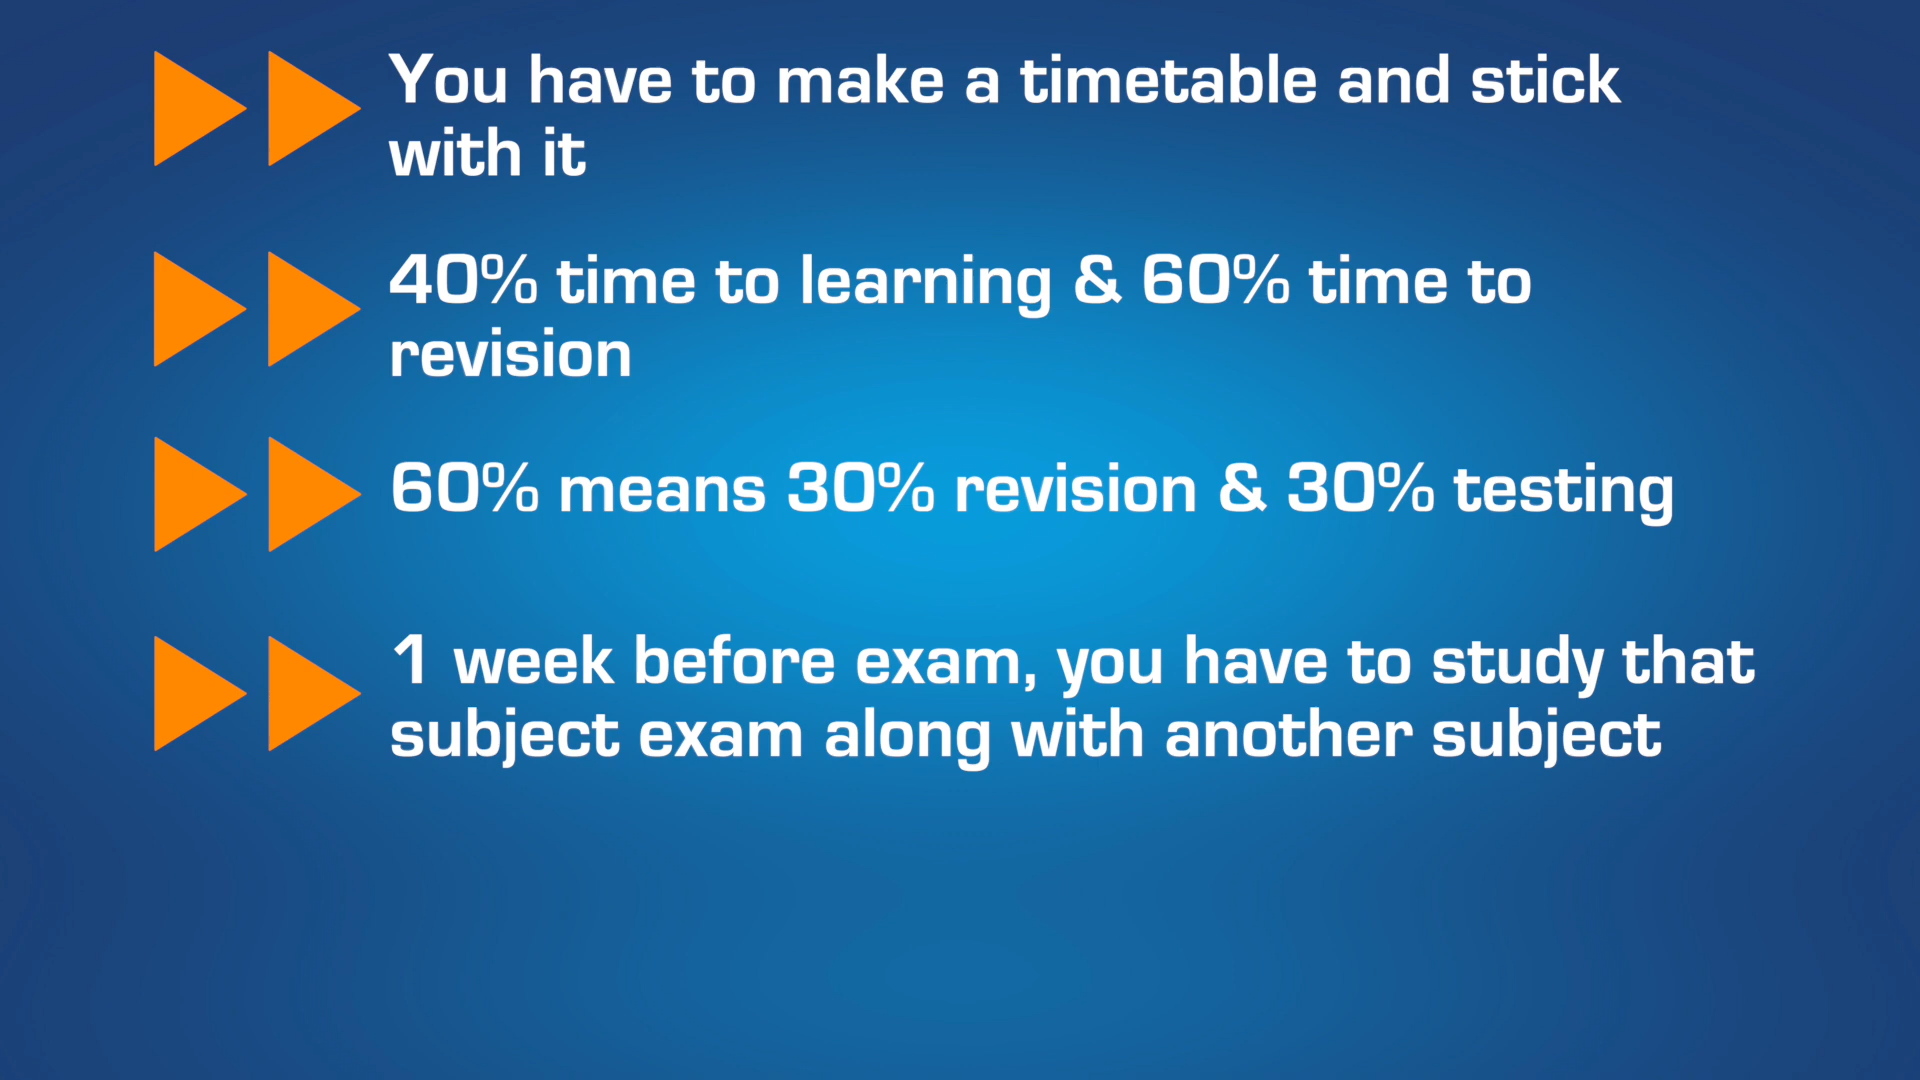 You have to make a timetable and stick
with it
40% time to learning & 60% time to
revision
60% means 30% revision & 30% testing
1 week before exam, you have to study that
subject exam along with another subject